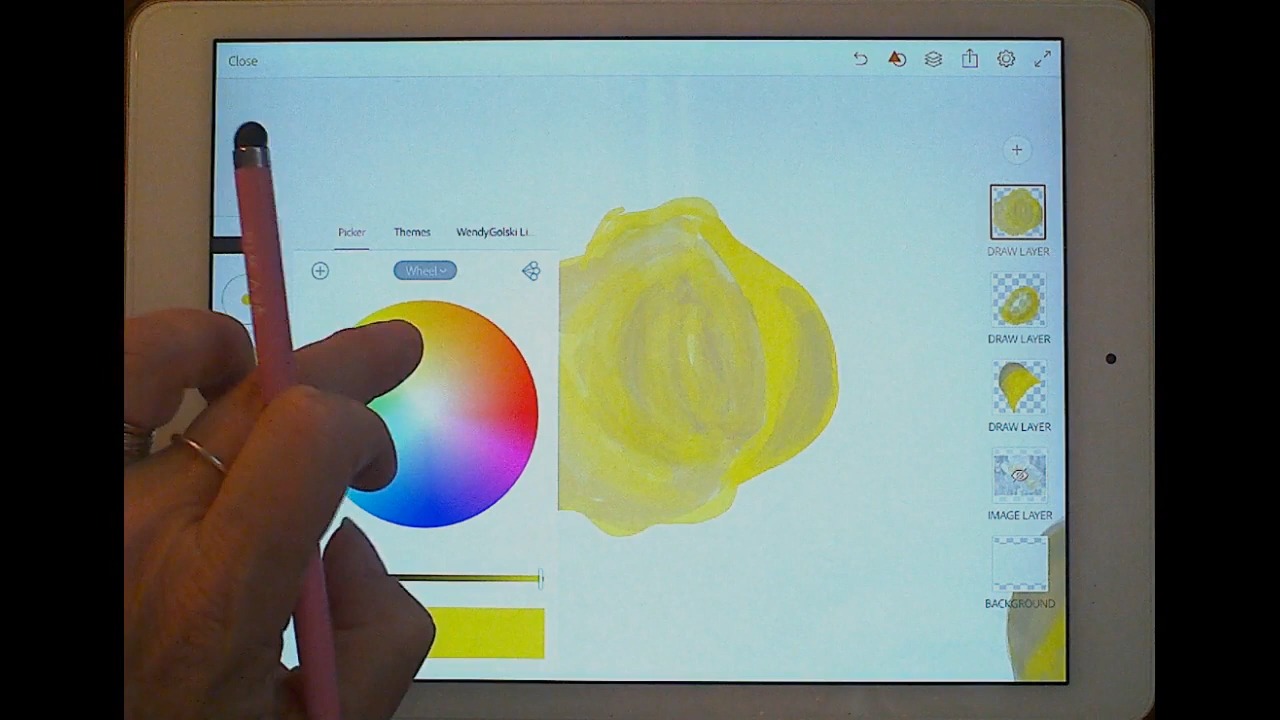 Close
Picker Themes WendyGolski Li...
Wheel
DRAW LAYER
DRAW LAYER
DRAW LAYER
IMAGE LAYER
BACKGROUND